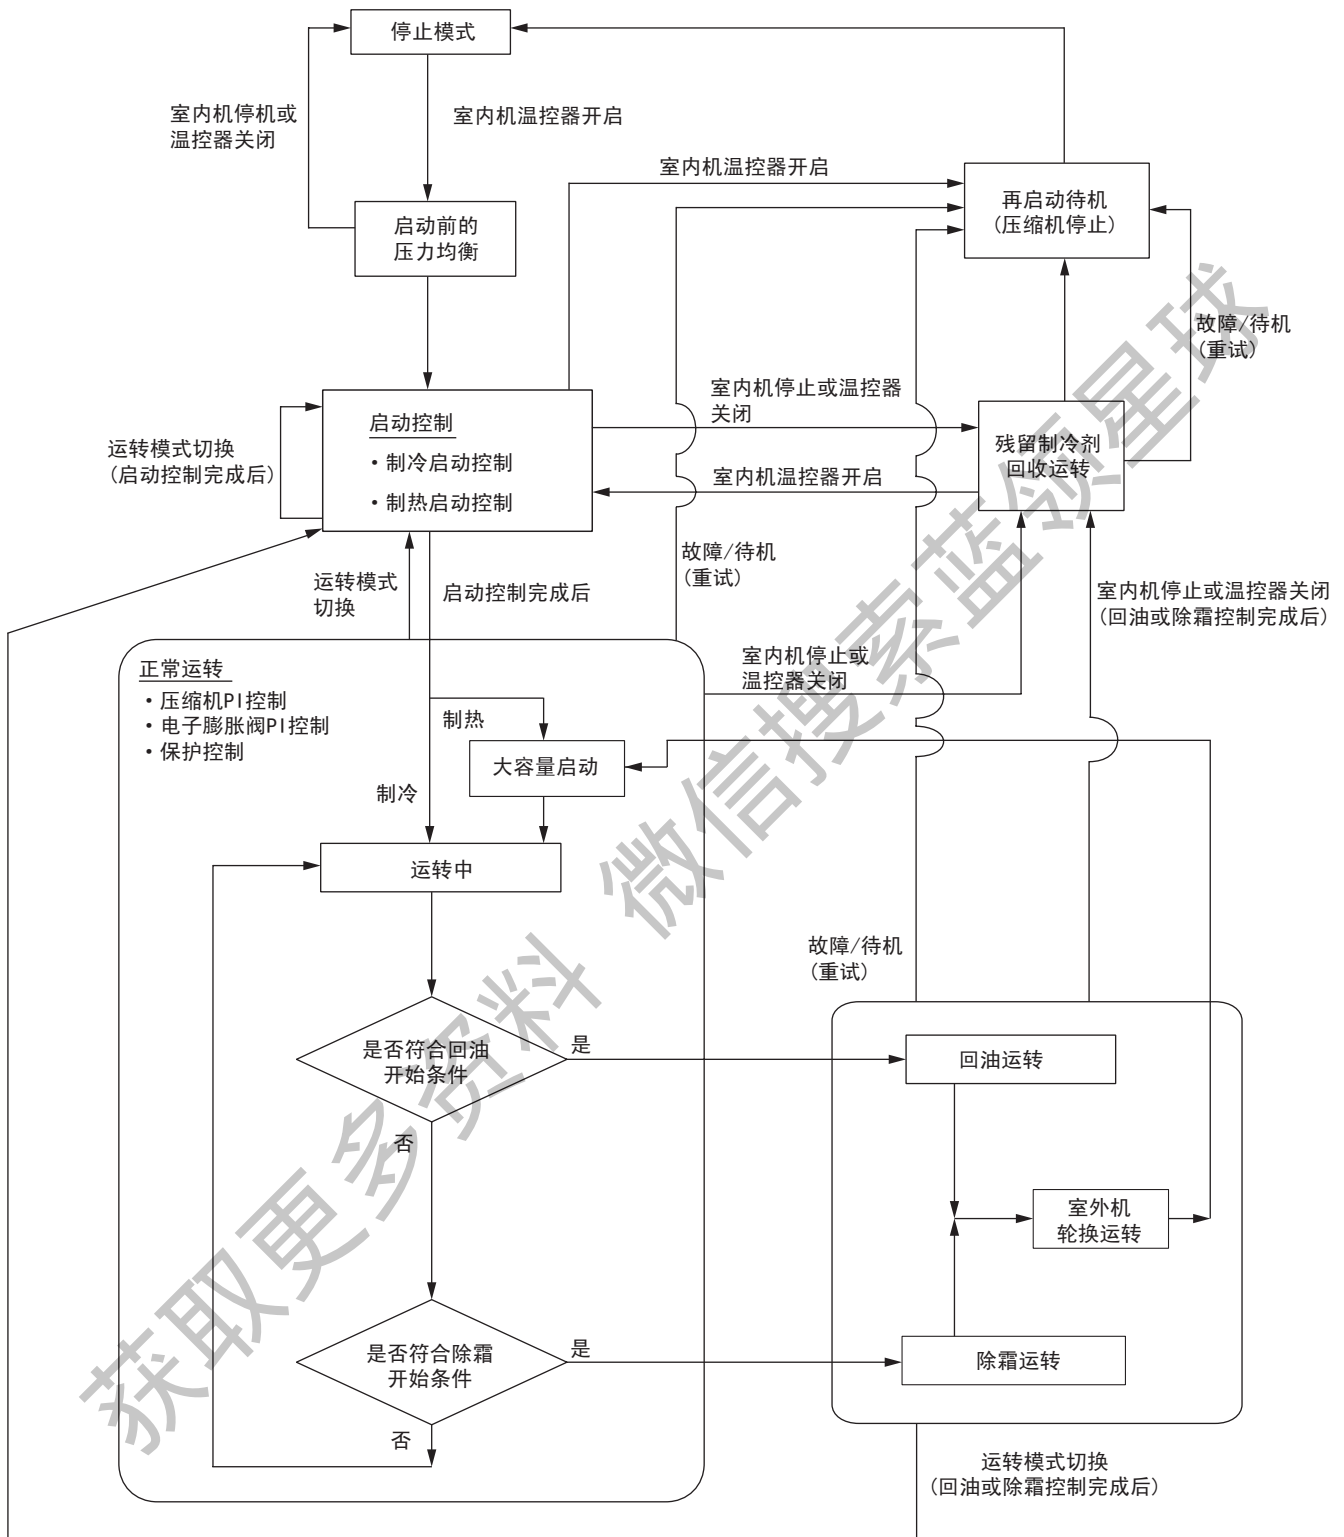 停止模式
室内机停机或
温控器关闭
室内机温控器开启
室内机温控器开启
再启动待机
(压缩机停止)
启动前的
压力均衡
故障/待机
(重试)
启动控制
・制冷启动控制
・制热启动控制
运转模式切换
(启动控制完成后)
室内机停止或温控器
关闭
室内机温控器开启
残留制冷剂
回收运转
运转模式
切换
启动控制完成后
故障/待机
(重试)
室内机停止或温控器关闭
(回油或除霜控制完成后)
正常运转
・压缩机PI控制
・电子膨胀阀PI控制
・保护控制
室内机停止或
温控器关闭
制热
大容量启动
制冷
运转中
故障/待机
(重试)
是否符合回油
开始条件
是
否
回油运转
室外机
轮换运转
是否符合除霜
开始条件
是
否
除霜运转
运转模式切换
(回油或除霜控制完成后)
获取更多资料 微信搜索蓝领星球